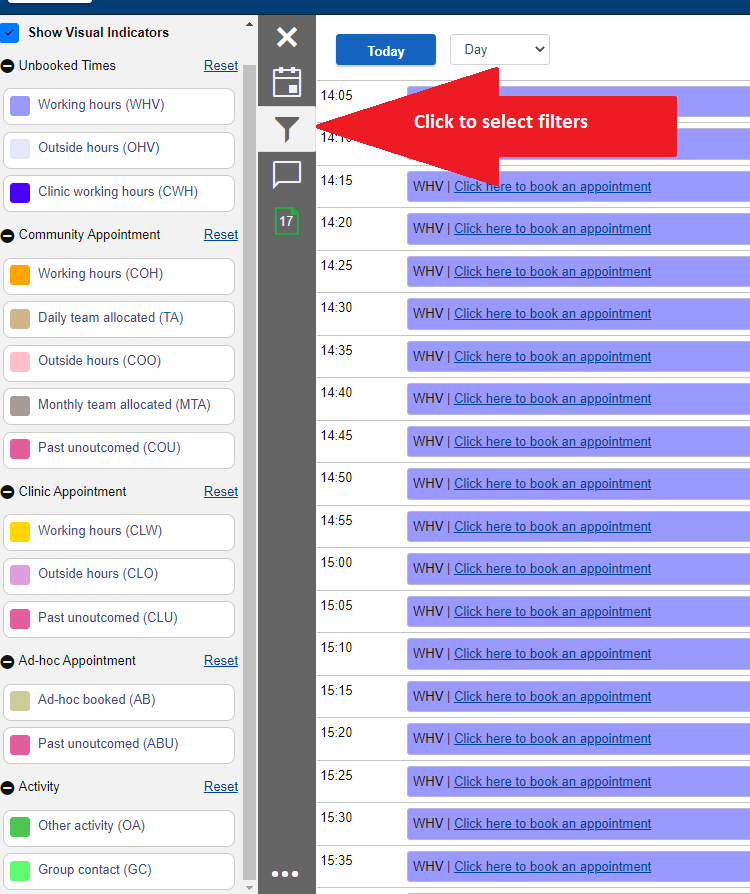 Show Visual Indicators
Unbooked Times Reset
Working hours (WHV)
Outside hours (OHV)
Clinic working hours (CWH)
Community Appointment Reset
Working hours (COH)
Daily team allocated (TA)
Outside hours (COO)
Monthly team allocated (MTA)
Past unoutcomed (COU)
Clinic Appointment Reset
Working hours (CLW)
Outside hours (CLO)
Past unoutcomed (CLU)
Ad-hoc Appointment Reset
Ad-hoc booked (AB)
Past unoutcomed (ABU)
Activity Reset
Other activity (OA)
Group contact (GC)
17
Today Day
Click to select filters
14:05
14:10
14:15 WHV | Click here to book an appointment
14:20 WHV | Click here to book an appointment
14:25 WHV | Click here to book an appointment
14:30 WHV | Click here to book an appointment
14:35 WHV | Click here to book an appointment
14:40 WHV | Click here to book an appointment
14:45 WHV | Click here to book an appointment
14:50 WHV | Click here to book an appointment
14:55 WHV | Click here to book an appointment
15:00 WHV | Click here to book an appointment
15:05 WHV | Click here to book an appointment
15:10 WHV | Click here to book an appointment
15:15 WHV | Click here to book an appointment
15:20 WHV | Click here to book an appointment
15:25 WHV | Click here to book an appointment
15:30 WHV | Click here to book an appointment
15:35 WHV | Click here to book an appointment